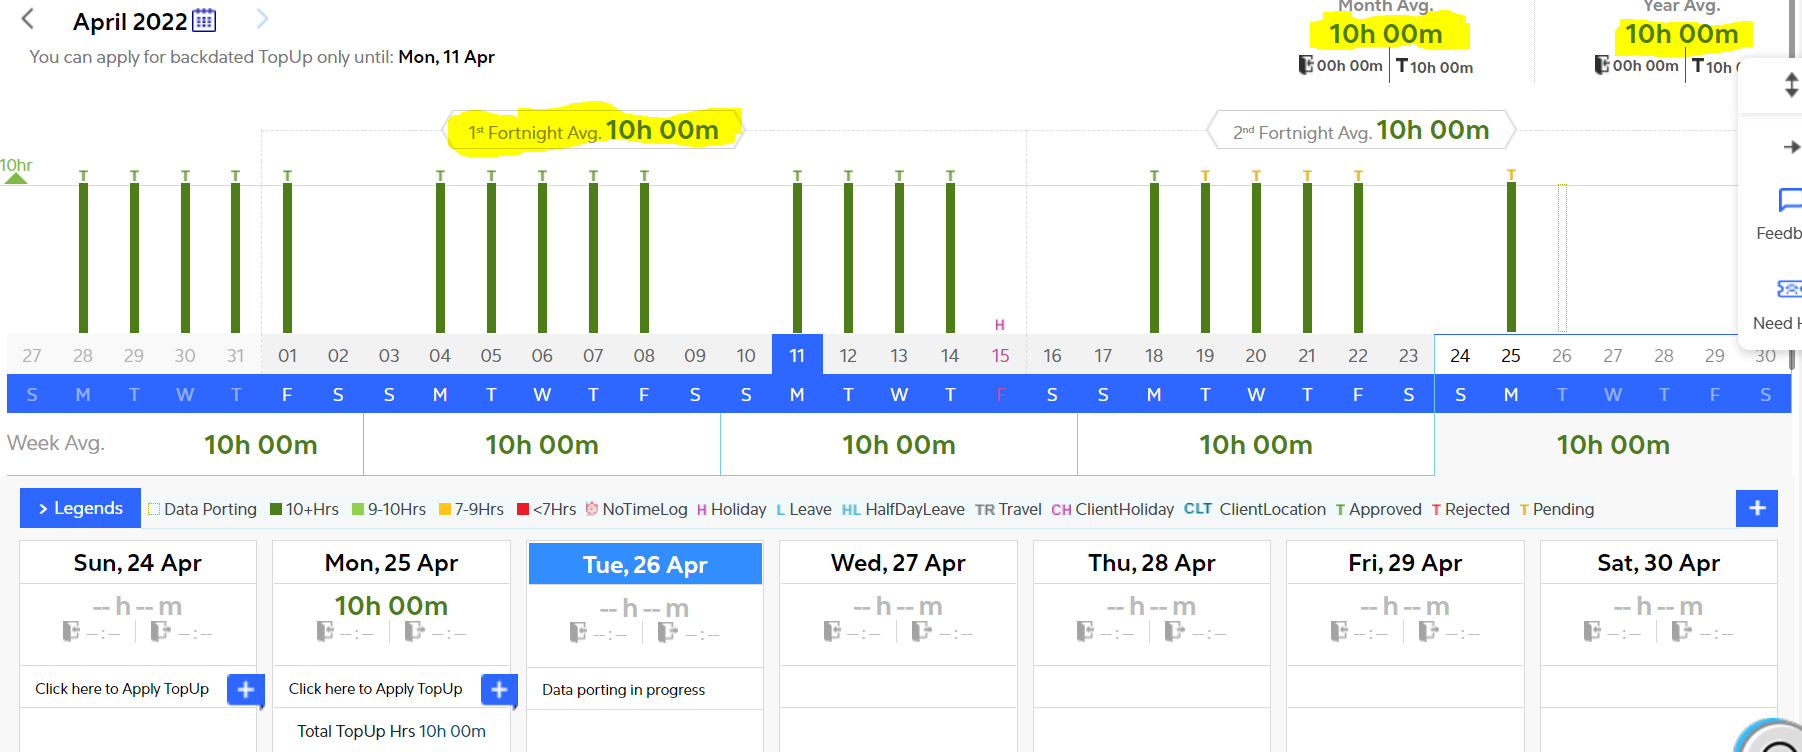 Month Avg.
Year Avg.
April 2022
10h 00m
10h 00m
You can apply for backdated TopUp only until: Mon, 11 Apr
00h 00m T 10h 00m
00h 00m T 10h
1st Fortnight Avg. 10h 00m
2nd Fortnight Avg. 10h 00m
10hr
T T T T T T T T T T T T T T T T T T T T
Feedb
H
Need H
27 28 29 30 31 01 02 03 04 05 06 07 08 09 10 11 12 13 14 15 16 17 18 19 20 21 22 23 24 25 26 27 28 29 30
S M T W T F S S M T W T F S S M T W T F S S M T W T F S S M T W T F S
Week Avg. 10h 00m 10h 00m 10h 00m 10h 00m 10h 00m
> Legends Data Porting 10+Hrs 9-10Hrs 7-9Hrs <7Hrs NoTimeLog H Holiday L Leave HL HalfDayLeave TR Travel CH ClientHoliday CLT ClientLocation T Approved T Rejected T Pending +
Sun, 24 Apr Mon, 25 Apr Tue, 26 Apr Wed, 27 Apr Thu, 28 Apr Fri, 29 Apr Sat, 30 Apr
-- h -- m 10h 00m -- h -- m -- h -- m -- h -- m -- h -- m -- h -- m
--:-- --:-- --:-- --:-- --:-- --:-- --:-- --:-- --:-- --:-- --:-- --:-- --:-- --:--
Click here to Apply TopUp + Click here to Apply TopUp + Data porting in progress
Total TopUp Hrs 10h 00m